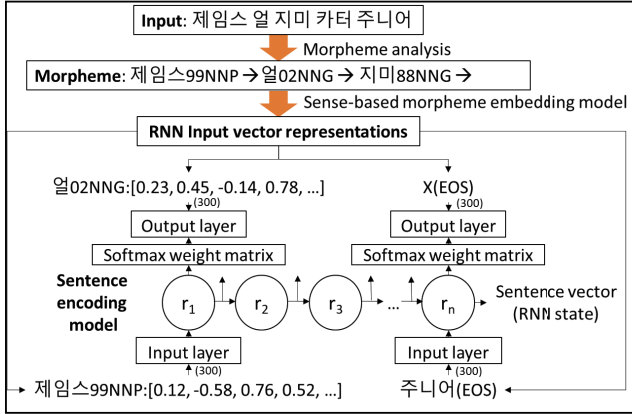 Input: 제임스 얼 지미 카터 주니어
Morpheme analysis
Morpheme: 제임스99NNP → 얼02NNG → 지미88NNG →
Sense-based morpheme embedding model
RNN Input vector representations
얼02NNG:[0.23, 0.45, -0.14, 0.78, ...] X(EOS)
(300) (300)
Output layer Output layer
Softmax weight matrix Softmax weight matrix
Sentence encoding model
r1 r2 r3 ... rn
Sentence vector (RNN state)
Input layer Input layer
(300) (300)
제임스99NNP:[0.12, -0.58, 0.76, 0.52, ...] 주니어(EOS)